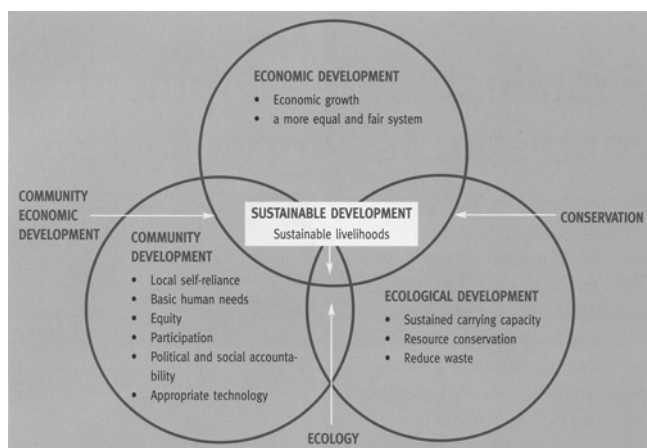 ECONOMIC DEVELOPMENT
• Economic growth
• a more equal and fair system
COMMUNITY
ECONOMIC
DEVELOPMENT
SUSTAINABLE DEVELOPMENT
Sustainable livelihoods
CONSERVATION
COMMUNITY
DEVELOPMENT
• Local self-reliance
• Basic human needs
• Equity
• Participation
• Political and social accounta-
bility
• Appropriate technology
ECOLOGICAL DEVELOPMENT
• Sustained carrying capacity
• Resource conservation
• Reduce waste
ECOLOGY